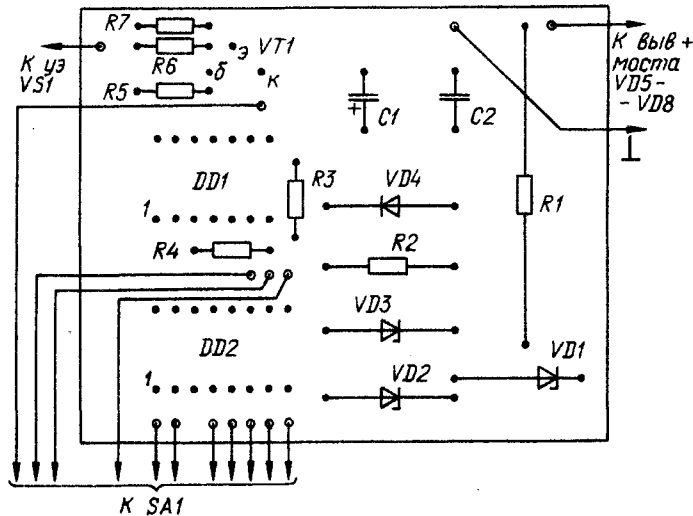 R7
R6
R5
э
VT1
б
к
К уэ
VS1
К выв +
моста
VD5-
- VD8
+
C1
C2
DD1
1
R3
VD4
R1
R4
R2
VD3
DD2
VD1
1
VD2
К SA1